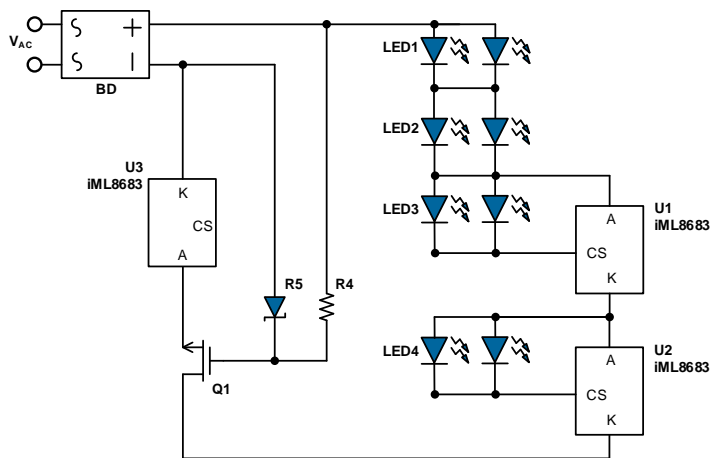 V_AC
+
BD
LED1
LED2
LED3
U3
iML8683
K
CS
A
U1
iML8683
A
CS
K
R5
R4
Q1
LED4
U2
iML8683
A
CS
K